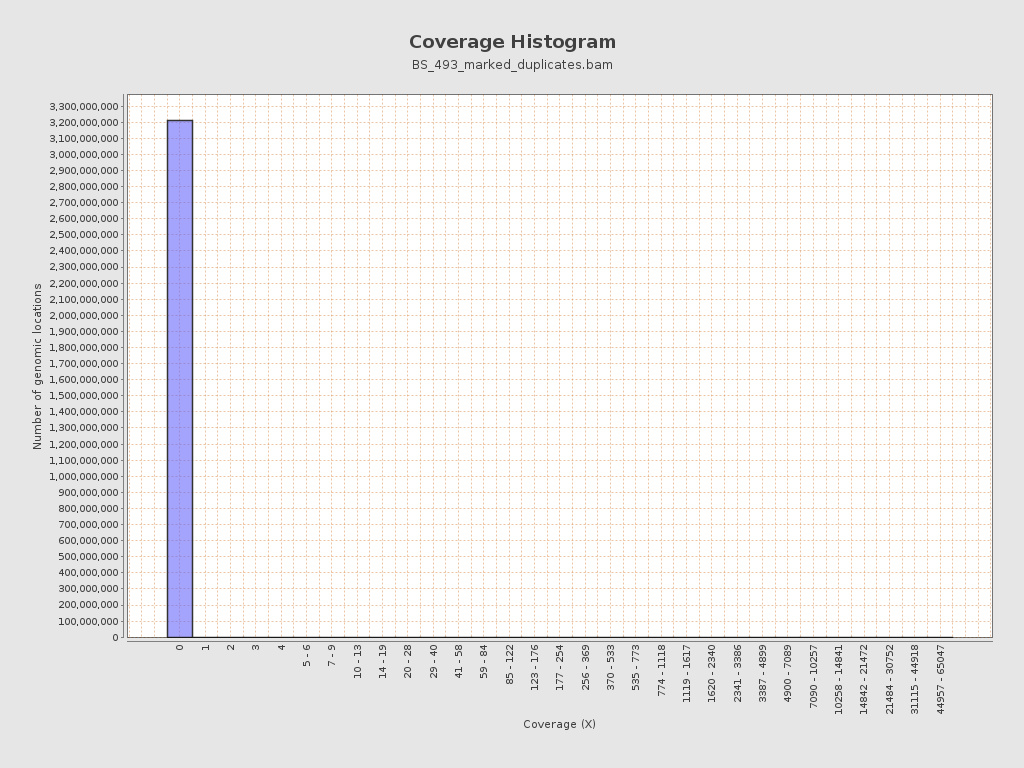 Coverage Histogram
BS_493_marked_duplicates.bam
3,300,000,000
3,200,000,000
3,100,000,000
3,000,000,000
2,900,000,000
2,800,000,000
2,700,000,000
2,600,000,000
2,500,000,000
2,400,000,000
2,300,000,000
2,200,000,000
2,100,000,000
2,000,000,000
1,900,000,000
1,800,000,000
1,700,000,000
1,600,000,000
1,500,000,000
1,400,000,000
1,300,000,000
1,200,000,000
1,100,000,000
1,000,000,000
900,000,000
800,000,000
700,000,000
600,000,000
500,000,000
400,000,000
300,000,000
200,000,000
100,000,000
0
Number of genomic locations
0
1
2
3
4
5 - 6
7 - 9
10 - 13
14 - 19
20 - 28
29 - 40
41 - 58
59 - 84
85 - 122
123 - 176
177 - 254
256 - 369
370 - 533
535 - 773
774 - 1118
1119 - 1617
1620 - 2340
2341 - 3386
3387 - 4899
4900 - 7089
7090 - 10257
10258 - 14841
14842 - 21472
21484 - 30752
31115 - 44918
44957 - 65047
Coverage (X)